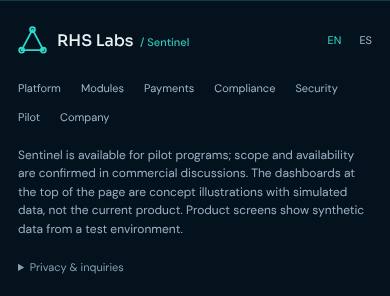 RHS Labs / Sentinel
EN ES
Platform Modules Payments Compliance Security
Pilot Company
Sentinel is available for pilot programs; scope and availability
are confirmed in commercial discussions. The dashboards at
the top of the page are concept illustrations with simulated
data, not the current product. Product screens show synthetic
data from a test environment.
Privacy & inquiries